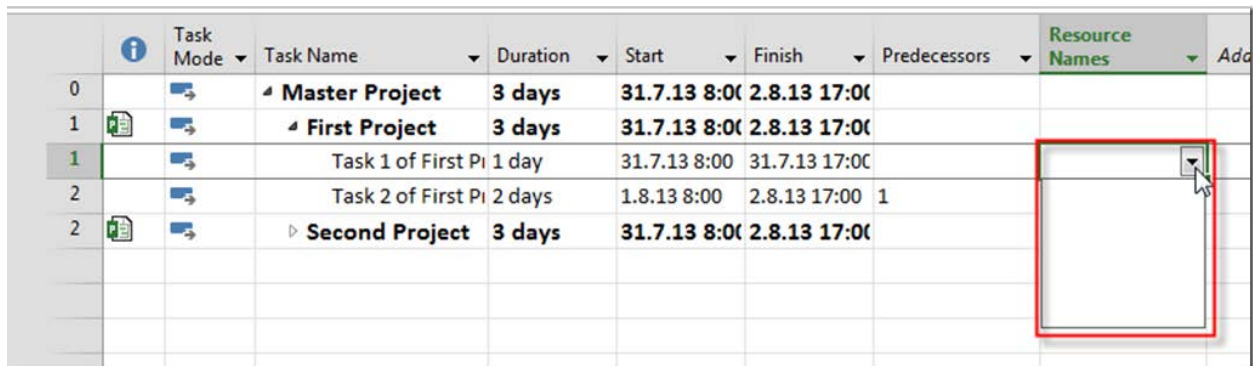 Task Mode Task Name Duration Start Finish Predecessors Resource Names Add
0 Master Project 3 days 31.7.13 8:0( 2.8.13 17:0(
1 First Project 3 days 31.7.13 8:0( 2.8.13 17:0(
1 Task 1 of First P 1 day 31.7.13 8:00 31.7.13 17:0
2 Task 2 of First P 2 days 1.8.13 8:00 2.8.13 17:00 1
2 Second Project 3 days 31.7.13 8:0( 2.8.13 17:0(